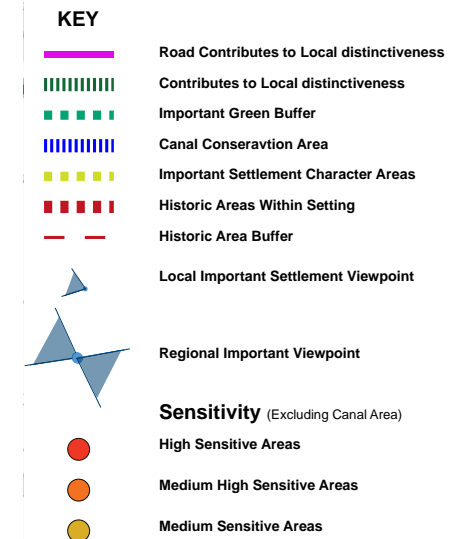 KEY
Road Contributes to Local distinctiveness
Contributes to Local distinctiveness
Important Green Buffer
Canal Conseravtion Area
Important Settlement Character Areas
Historic Areas Within Setting
Historic Area Buffer
Local Important Settlement Viewpoint
Regional Important Viewpoint
Sensitivity (Excluding Canal Area)
High Sensitive Areas
Medium High Sensitive Areas
Medium Sensitive Areas